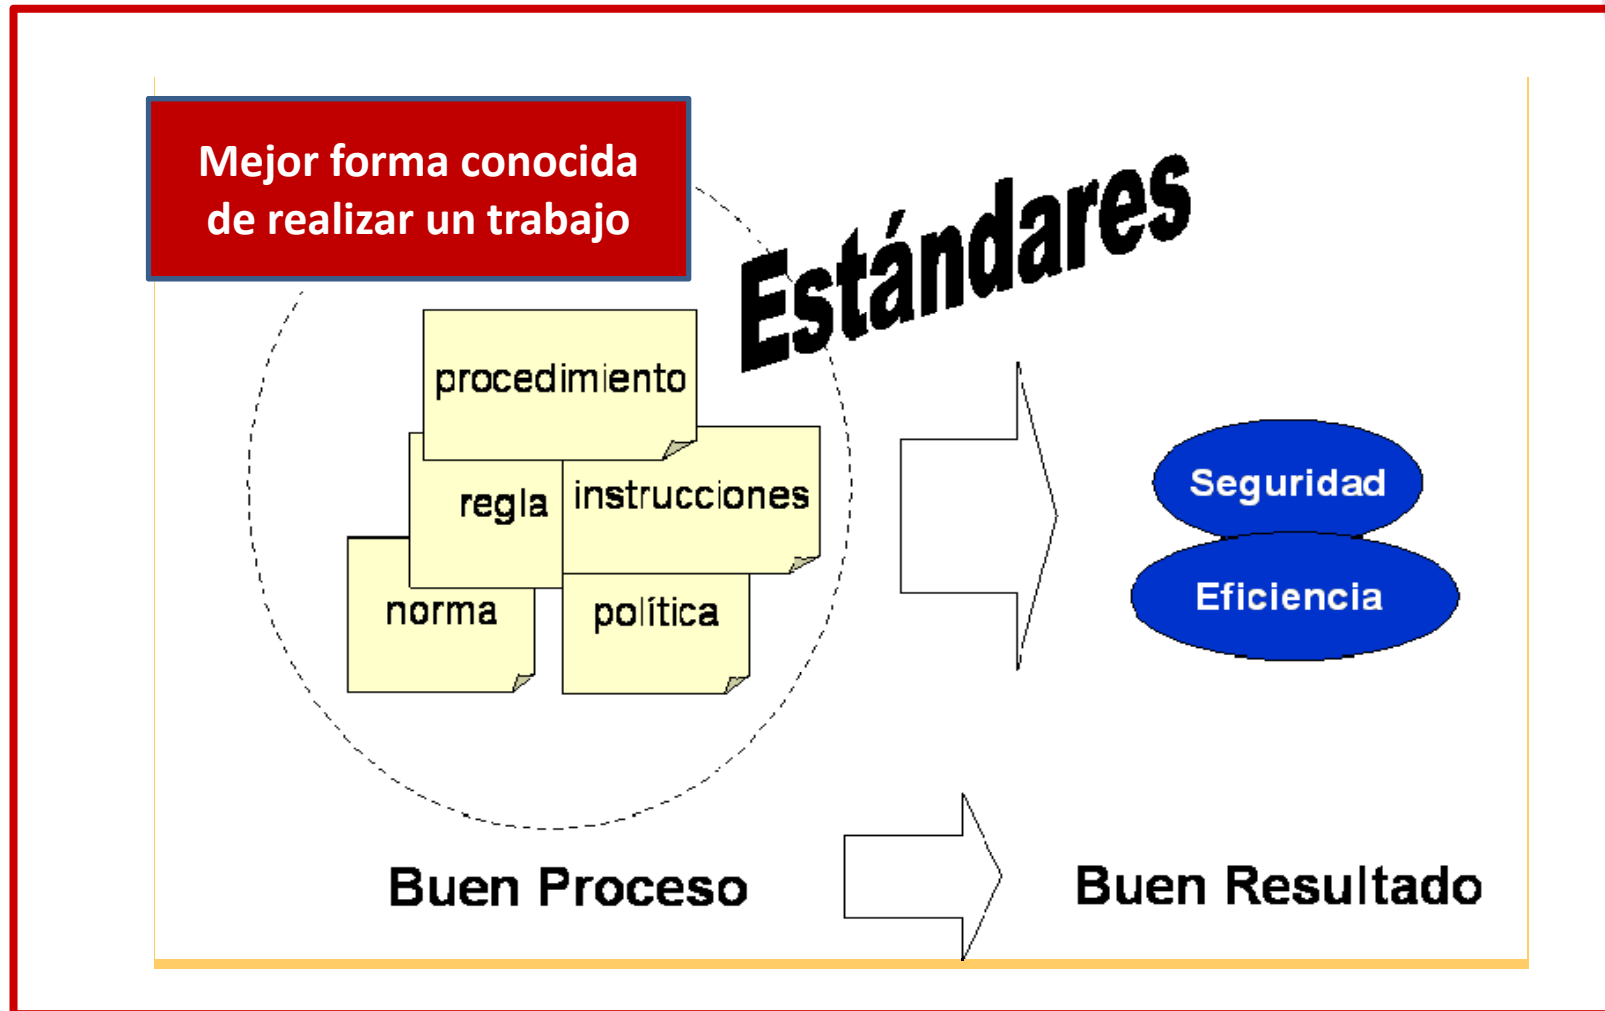 Mejor forma conocida
de realizar un trabajo
Estándares
procedimiento
regla
instrucciones
norma
política
Seguridad
Eficiencia
Buen Proceso
Buen Resultado